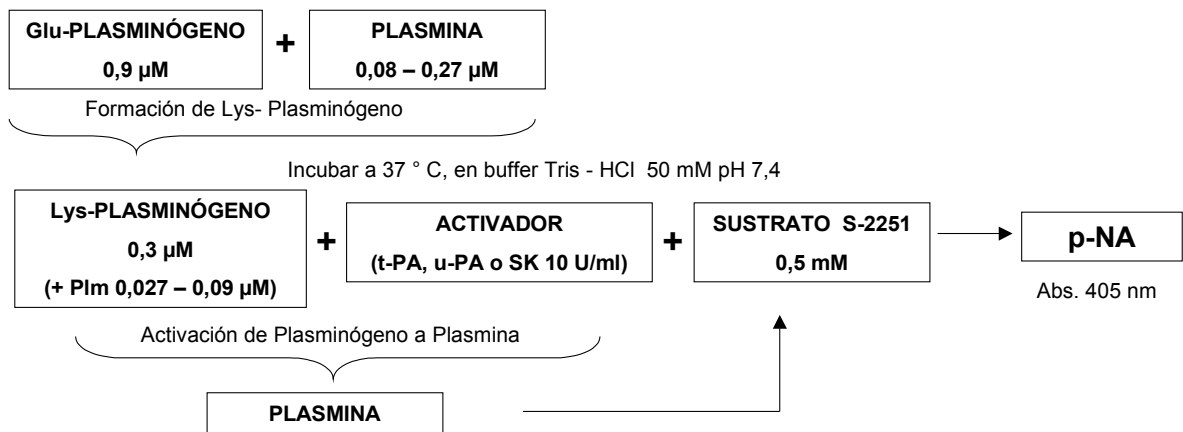 Glu-PLASMINÓGENO
0,9 µM
+
PLASMINA
0,08 – 0,27 µM
Formación de Lys- Plasminógeno
Incubar a 37 ° C, en buffer Tris - HCl 50 mM pH 7,4
Lys-PLASMINÓGENO
0,3 µM
(+ Plm 0,027 – 0,09 µM)
+
ACTIVADOR
(t-PA, u-PA o SK 10 U/ml)
+
SUSTRATO S-2251
0,5 mM
p-NA
Abs. 405 nm
Activación de Plasminógeno a Plasmina
PLASMINA